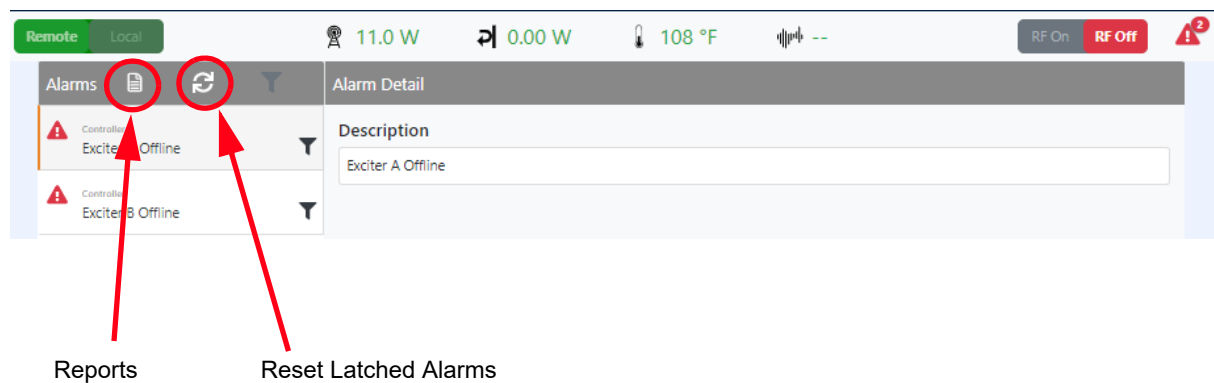 Remote Local 11.0 W 0.00 W 108 °F -- RF On RF Off 2
Alarms Alarm Detail
Controller
Exciter A Offline
Description
Exciter A Offline
Controller
Exciter B Offline
Reports Reset Latched Alarms